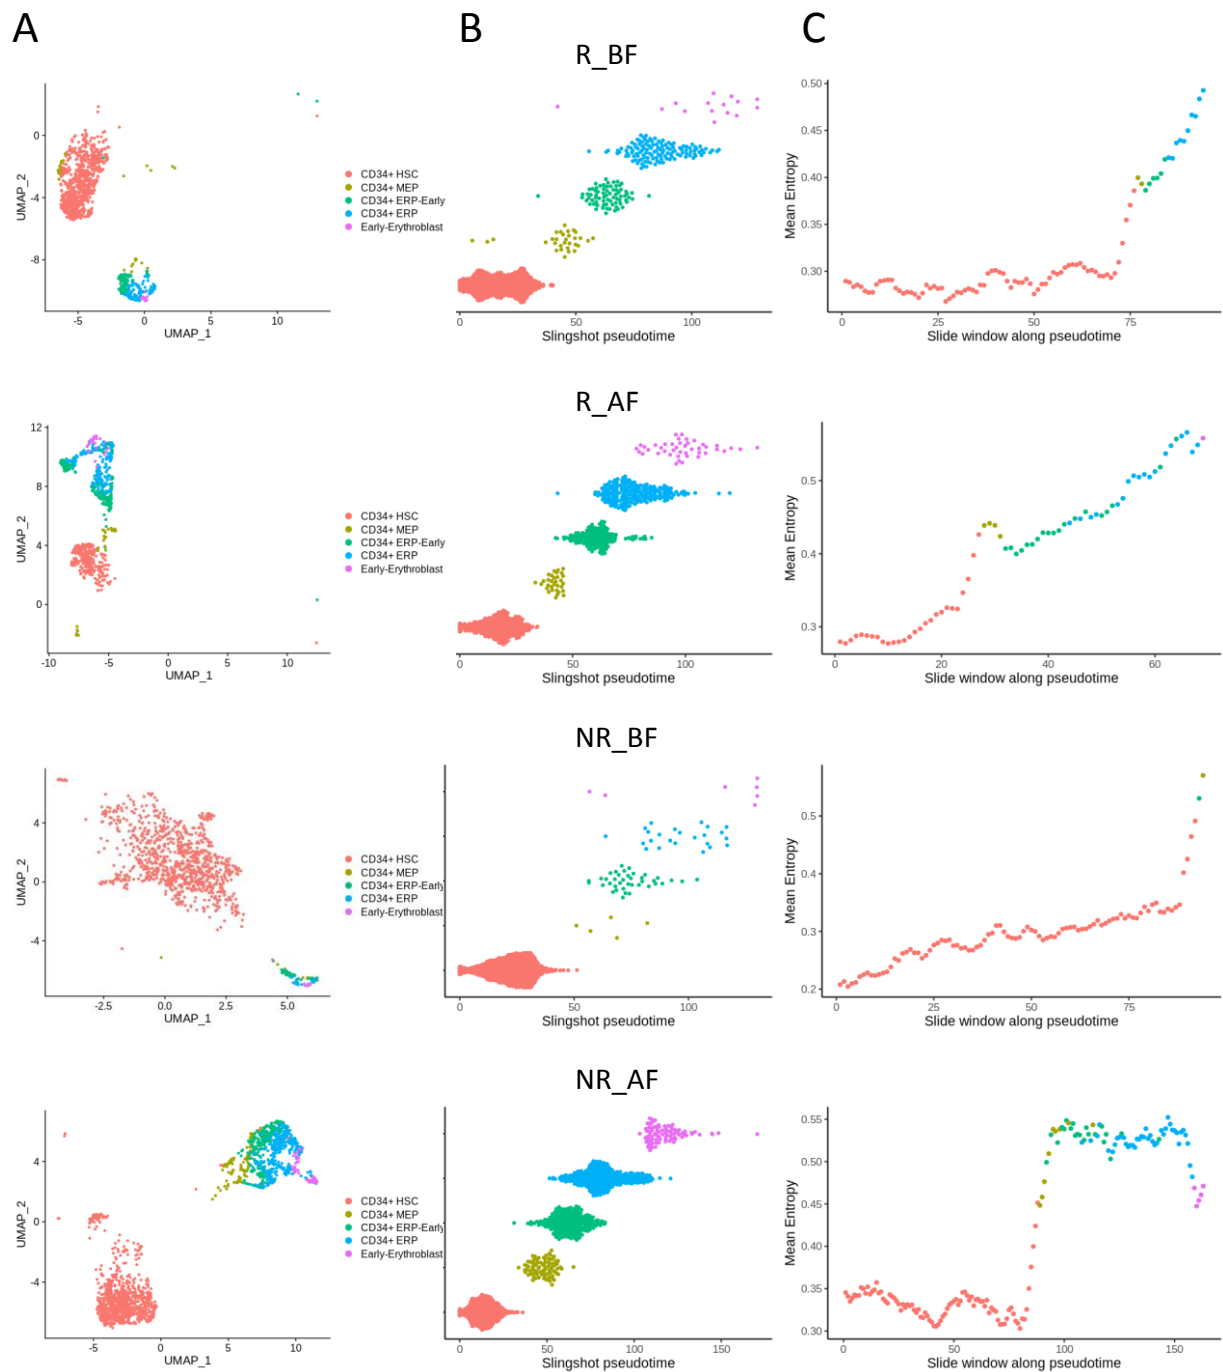 A
B
C
R_BF
0
-4
-8
UMAP_2
-5
0
5
10
UMAP_1
CD34+ HSC
CD34+ MEP
CD34+ ERP-Early
CD34+ ERP
Early-Erythroblast
0
50
100
Slingshot pseudotime
0.50
0.45
0.40
0.35
0.30
Mean Entropy
0
25
50
75
Slide window along pseudotime
R_AF
12
8
4
0
UMAP_2
-10
-5
0
5
10
UMAP_1
CD34+ HSC
CD34+ MEP
CD34+ ERP-Early
CD34+ ERP
Early-Erythroblast
0
50
100
Slingshot pseudotime
0.5
0.4
0.3
Mean Entropy
0
20
40
60
Slide window along pseudotime
NR_BF
4
0
-4
UMAP_2
-2.5
0.0
2.5
5.0
UMAP_1
CD34+ HSC
CD34+ MEP
CD34+ ERP-Early
CD34+ ERP
Early-Erythroblast
0
50
100
Slingshot pseudotime
0.5
0.4
0.3
0.2
Mean Entropy
0
25
50
75
Slide window along pseudotime
NR_AF
4
0
-4
UMAP_2
-5
0
5
10
UMAP_1
CD34+ HSC
CD34+ MEP
CD34+ ERP-Early
CD34+ ERP
Early-Erythroblast
0
50
100
150
Slingshot pseudotime
0.55
0.50
0.45
0.40
0.35
0.30
Mean Entropy
0
50
100
150
Slide window along pseudotime